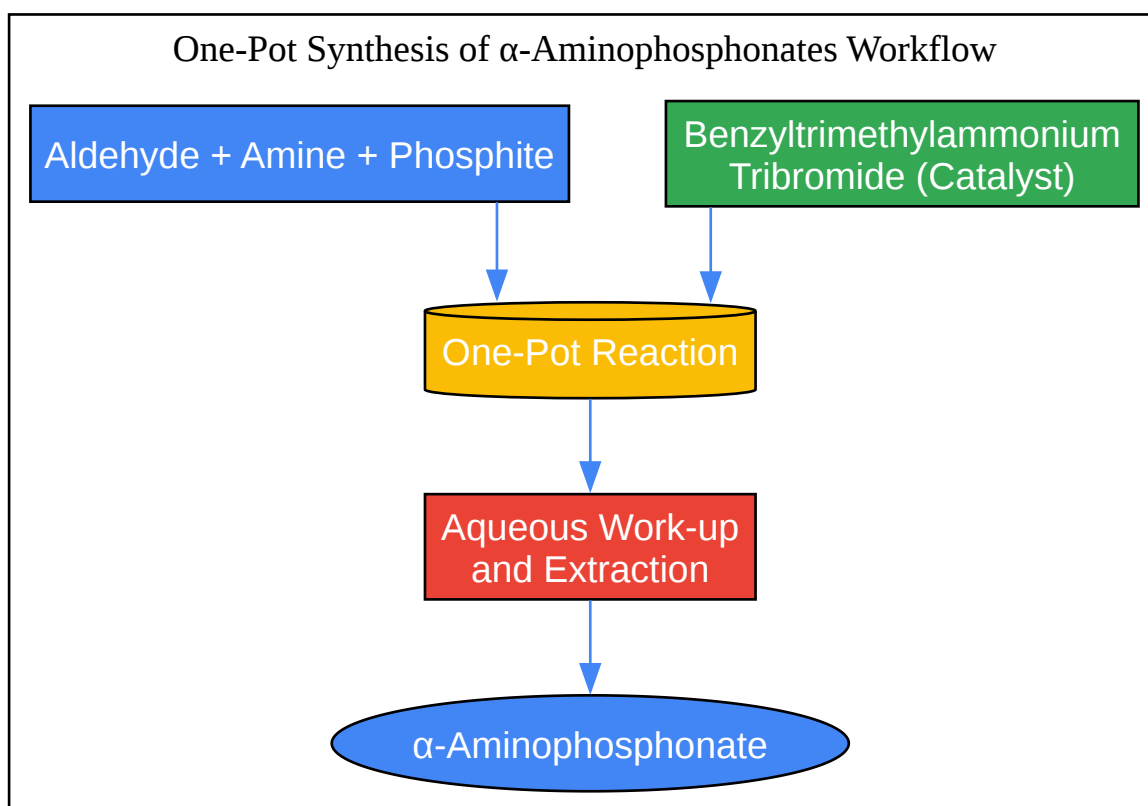 One-Pot Synthesis of α-Aminophosphonates Workflow
Aldehyde + Amine + Phosphite
Benzyltrimethylammonium
Tribromide (Catalyst)
One-Pot Reaction
Aqueous Work-up
and Extraction
α-Aminophosphonate